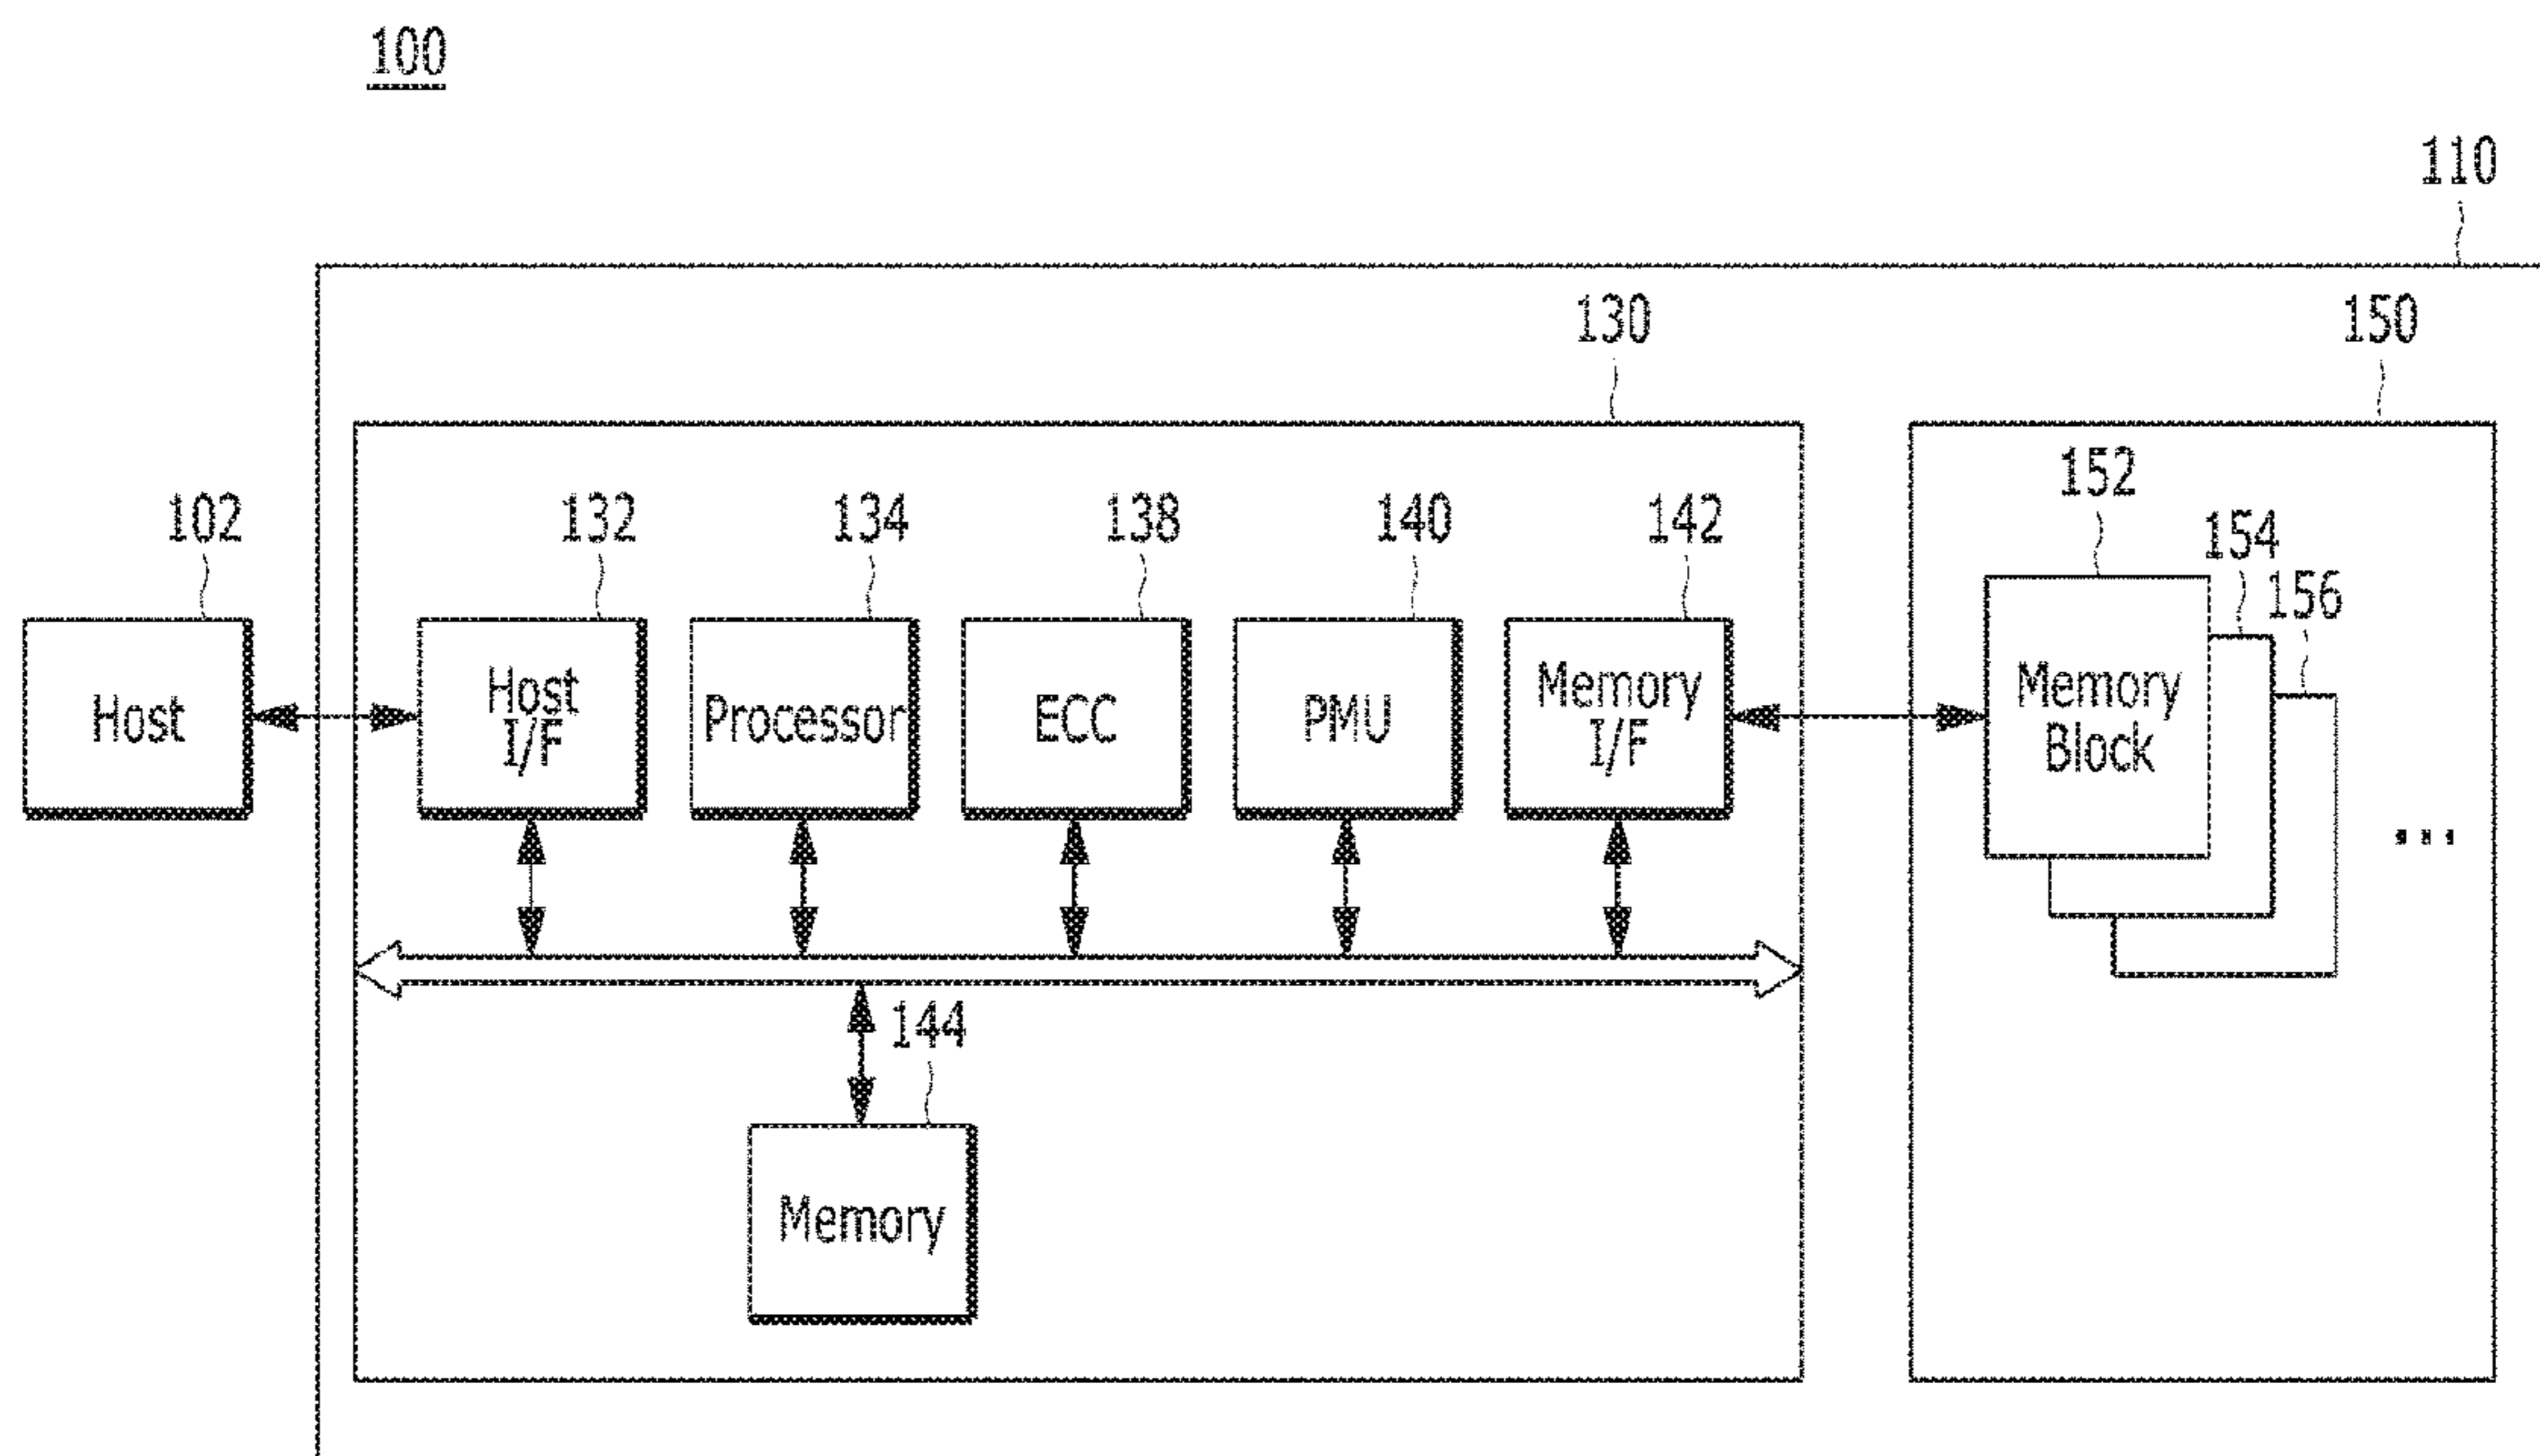 100
110
130
150
102
132
134
138
140
142
152
154
156
Host
Host
I/F
Processor
ECC
PMU
Memory
I/F
Memory
Block
...
144
Memory